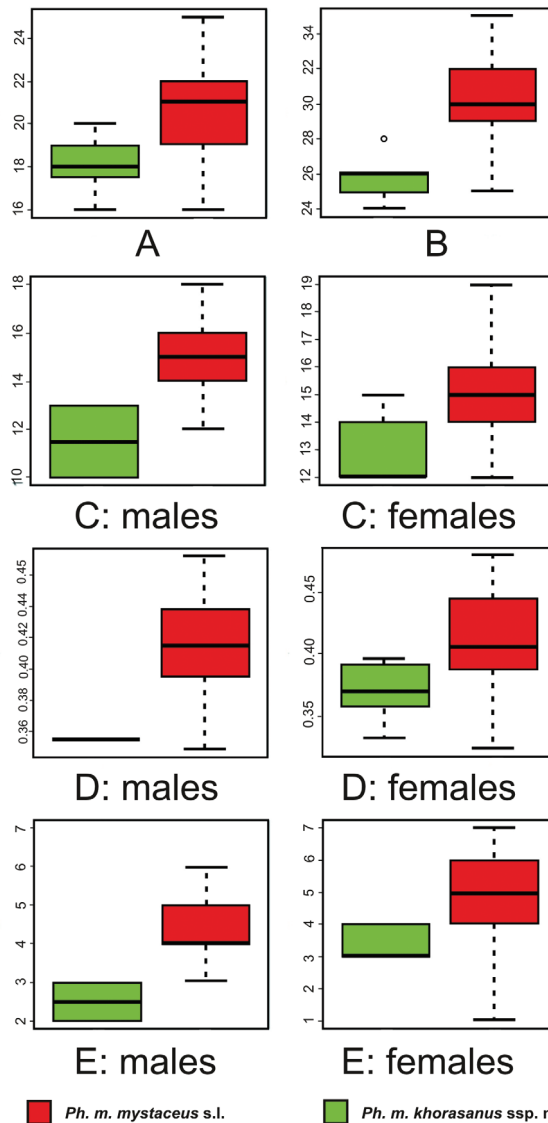 16 18 20 22 24
24 26 28 30 32 34
A
B
10 12 14 16 18
12 13 14 15 16 17 18 19
C: males
C: females
0.36 0.40 0.42 0.44 0.45
0.35 0.40 0.45
D: males
D: females
2 3 4 5 6 7
1 2 3 4 5 6 7
E: males
E: females
Ph. m. mystaceus s.l.
Ph. m. khorasanus ssp. n